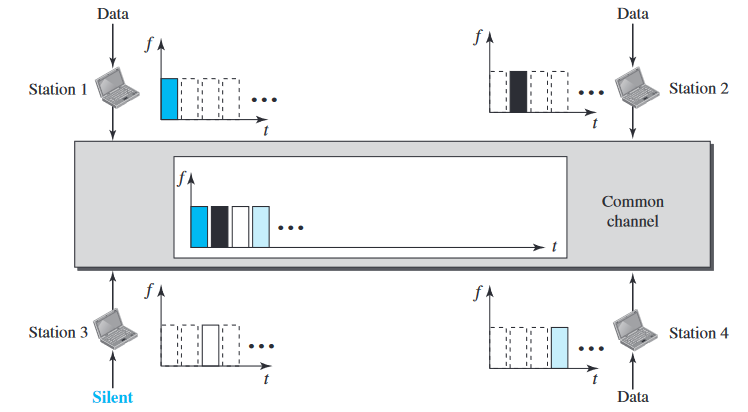 Data
Data
f
f
Station 1
Station 2
...
...
t
t
f
Common
channel
...
t
f
f
Station 3
Station 4
...
...
t
t
Silent
Data